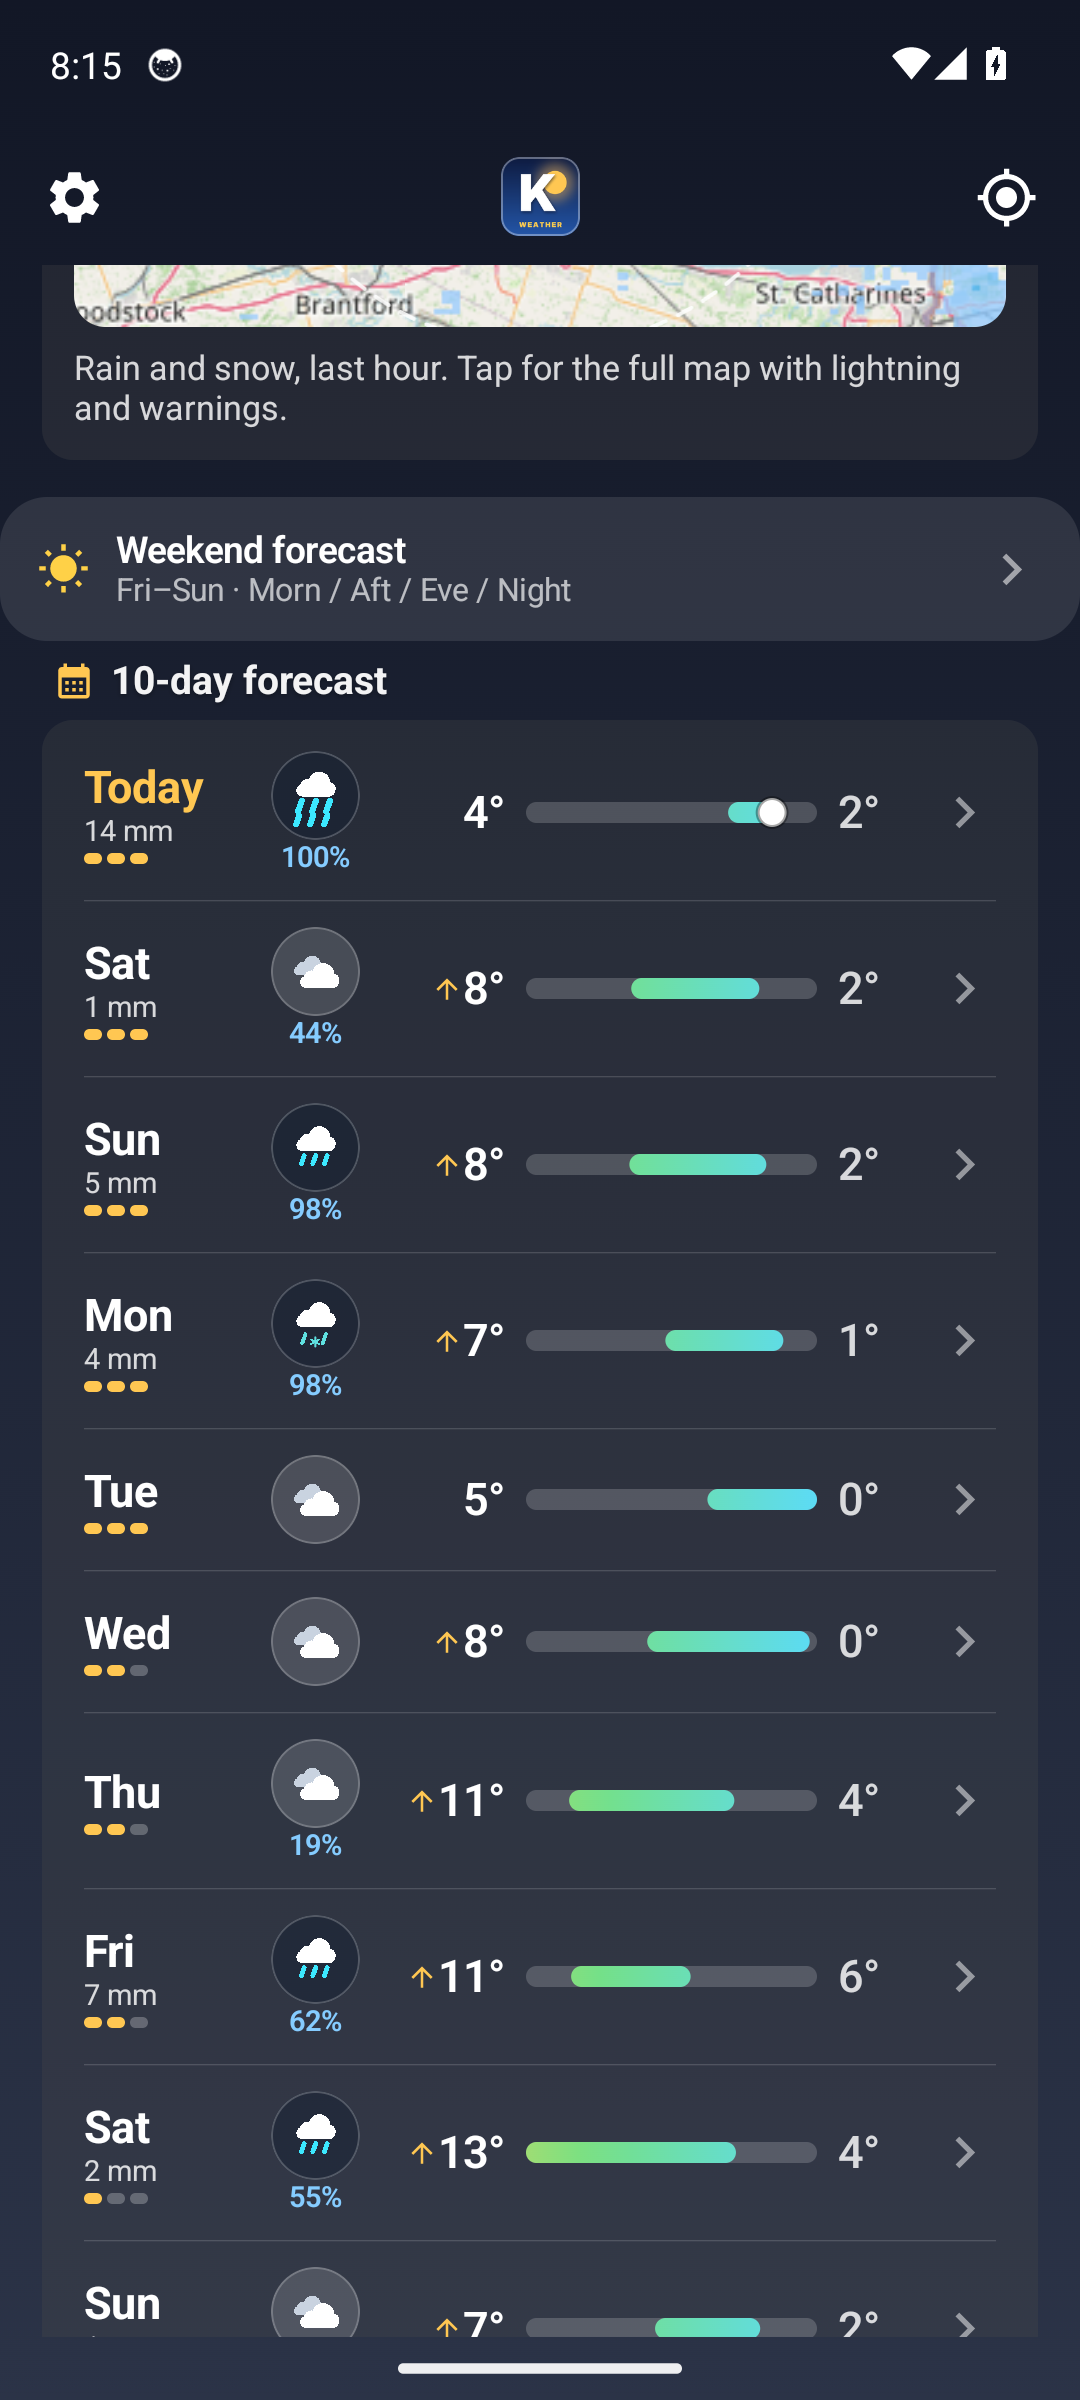 8:15
K
WEATHER
oodstock
Brantford
St. Catharines
Rain and snow, last hour. Tap for the full map with lightning
and warnings.
Weekend forecast
Fri–Sun · Morn / Aft / Eve / Night
10-day forecast
Today
14 mm
100%
4°
2°
Sat
1 mm
44%
↑8°
2°
Sun
5 mm
98%
↑8°
2°
Mon
4 mm
98%
↑7°
1°
Tue
5°
0°
Wed
↑8°
0°
Thu
19%
↑11°
4°
Fri
7 mm
62%
↑11°
6°
Sat
2 mm
55%
↑13°
4°
Sun
↑7°
2°